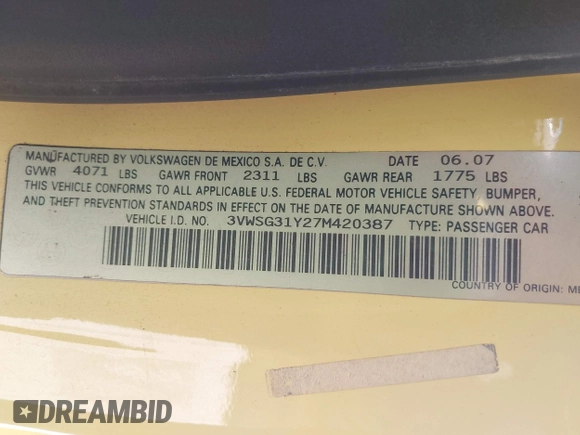 MANUFACTURED BY VOLKSWAGEN DE MEXICO S.A. DE C.V. DATE 06.07
GVWR 4071 LBS GAWR FRONT 2311 LBS GAWR REAR 1775 LBS
THIS VEHICLE CONFORMS TO ALL APPLICABLE U.S. FEDERAL MOTOR VEHICLE SAFETY, BUMPER,
AND THEFT PREVENTION STANDARDS IN EFFECT ON THE DATE OF MANUFACTURE SHOWN ABOVE.
VEHICLE I.D. NO. 3VWSG31Y27M420387 TYPE: PASSENGER CAR
COUNTRY OF ORIGIN:
DREAMBID